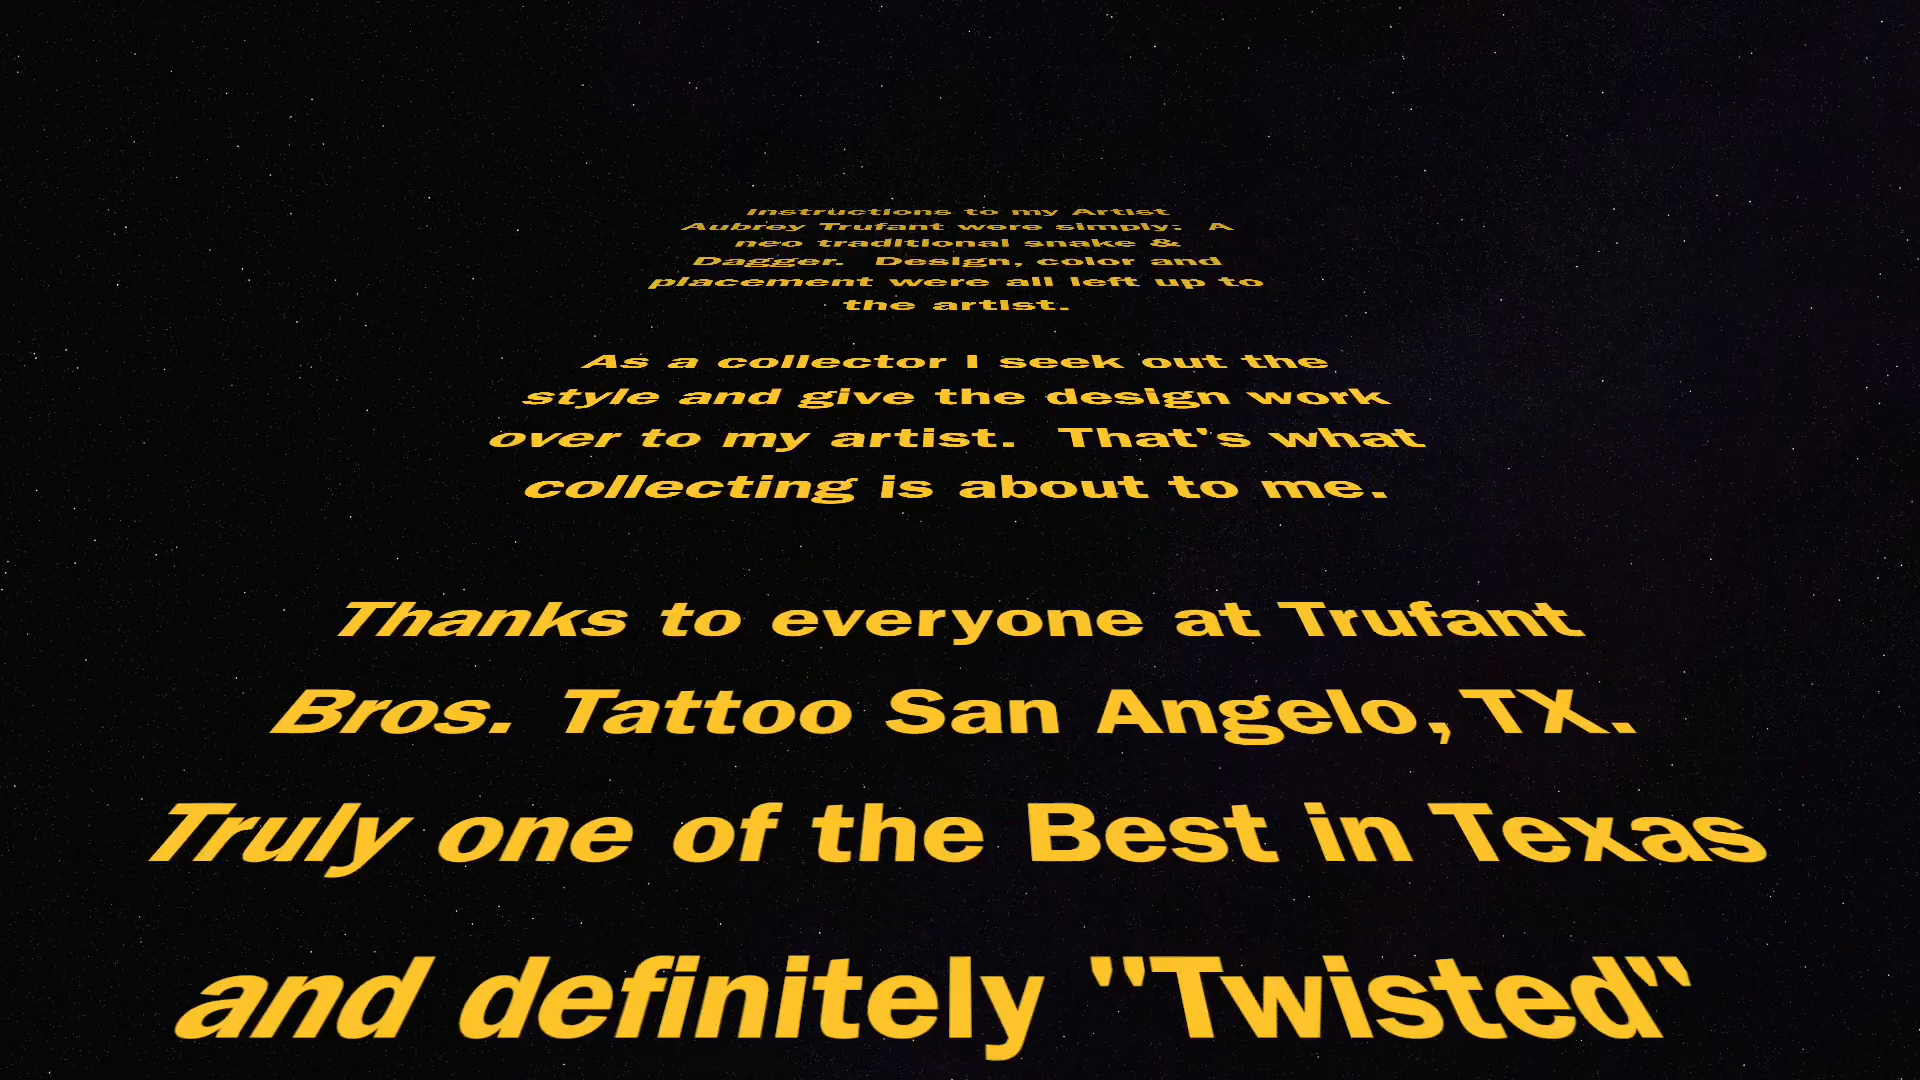 Instructions to my Artist
Aubrey Trufant were simply:  A
neo traditional snake &
Dagger.  Design, color and
placement were all left up to
the artist.
As a collector I seek out the
style and give the design work
over to my artist.  That's what
collecting is about to me.
Thanks to everyone at Trufant
Bros. Tattoo San Angelo, TX.
Truly one of the Best in Texas
and definitely "Twisted"